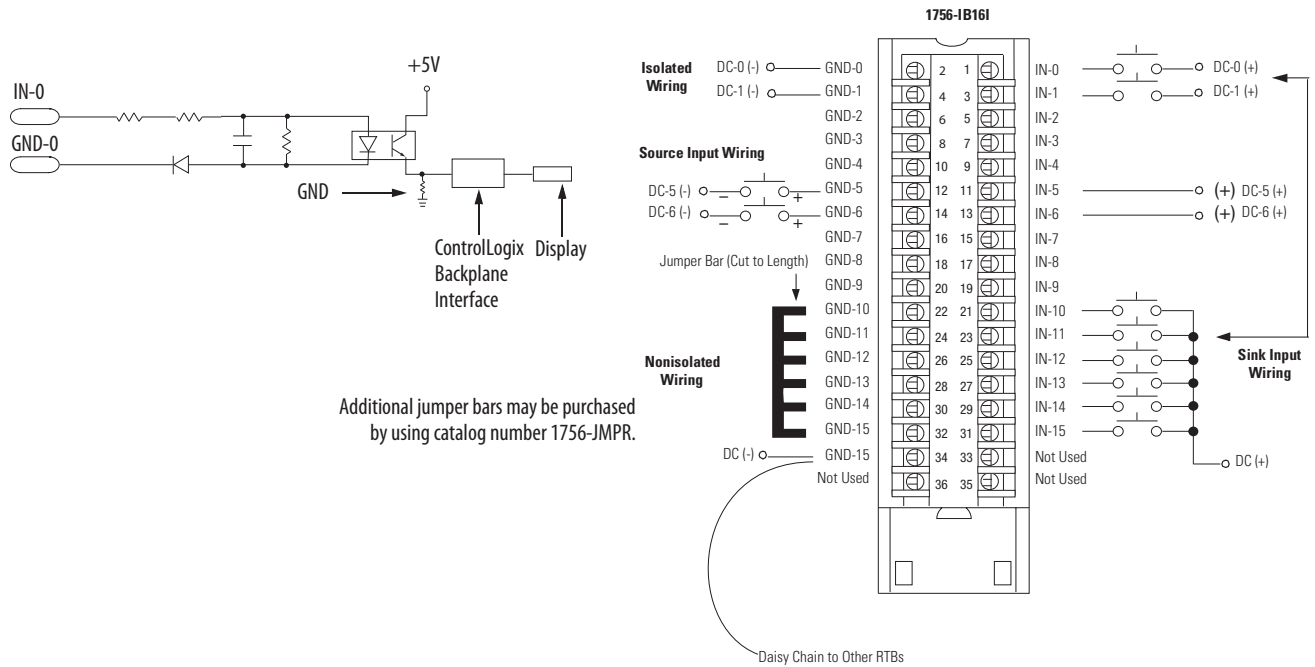 1756-IB16I
+5V
IN-0
GND-0
GND
ControlLogix
Backplane
Interface
Display
Additional jumper bars may be purchased
by using catalog number 1756-JMPR.
Isolated
Wiring
DC-0 (-) GND-0 2 1 IN-0 DC-0 (+)
DC-1 (-) GND-1 4 3 IN-1 DC-1 (+)
GND-2 6 5 IN-2
GND-3 8 7 IN-3
Source Input Wiring
GND-4 10 9 IN-4
DC-5 (-) – + GND-5 12 11 IN-5 (+) DC-5 (+)
DC-6 (-) – + GND-6 14 13 IN-6 (+) DC-6 (+)
GND-7 16 15 IN-7
Jumper Bar (Cut to Length)
GND-8 18 17 IN-8
GND-9 20 19 IN-9
GND-10 22 21 IN-10
GND-11 24 23 IN-11
Nonisolated
Wiring
GND-12 26 25 IN-12
Sink Input
Wiring
GND-13 28 27 IN-13
GND-14 30 29 IN-14
GND-15 32 31 IN-15
DC (-) GND-15 34 33 Not Used DC (+)
Not Used 36 35 Not Used
Daisy Chain to Other RTBs